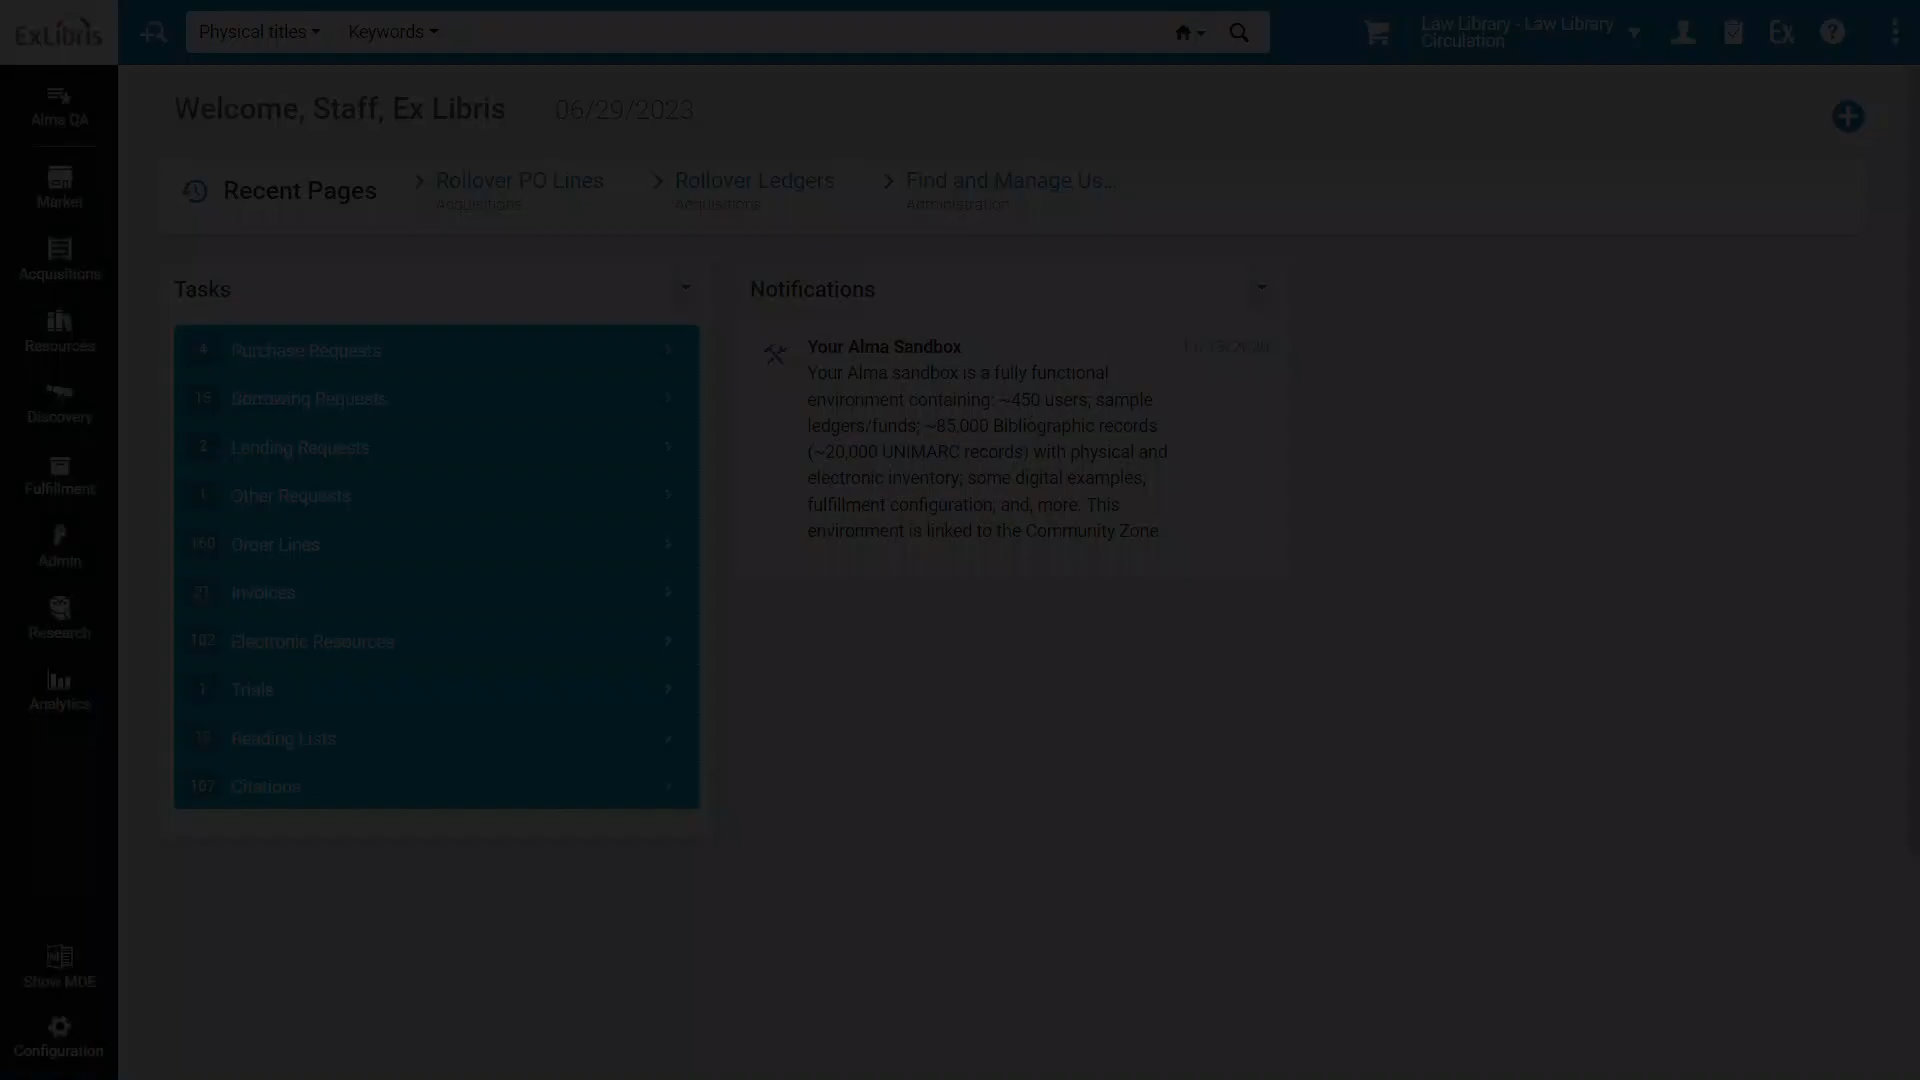 ExLibris
Physical titles
Keywords
Law Library - Law Library
Circulation
Ex
?
Alma QA
Market
Acquisitions
Resources
Discovery
Fulfillment
Admin
Research
Analytics
Show MDE
Configuration
Welcome, Staff, Ex Libris 06/29/2023
Recent Pages
Rollover PO Lines
Acquisitions
Rollover Ledgers
Acquisitions
Find and Manage Us...
Administration
Tasks
4 Purchase Requests
15 Borrowing Requests
2 Lending Requests
1 Other Requests
160 Order Lines
21 Invoices
Electronic Resources
1 Trials
Reading Lists
107 Citations
Notifications
Your Alma Sandbox
Your Alma sandbox is a fully functional
environment containing: ~450 users; sample
ledgers/funds; ~85,000 Bibliographic records
(~20,000 UNIMARC records) with physical and
electronic inventory; some digital examples,
fulfillment configuration; and, more. This
environment is linked to the Community Zone